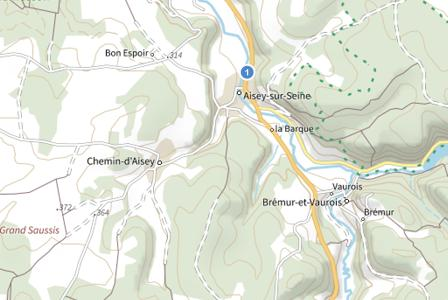 Bon Espoir
314
1
Aisey-sur-Seine
la Barque
Chemin-d'Aisey
Vaurois
Brémur-et-Vaurois
372
364
Brémur
Grand Saussis